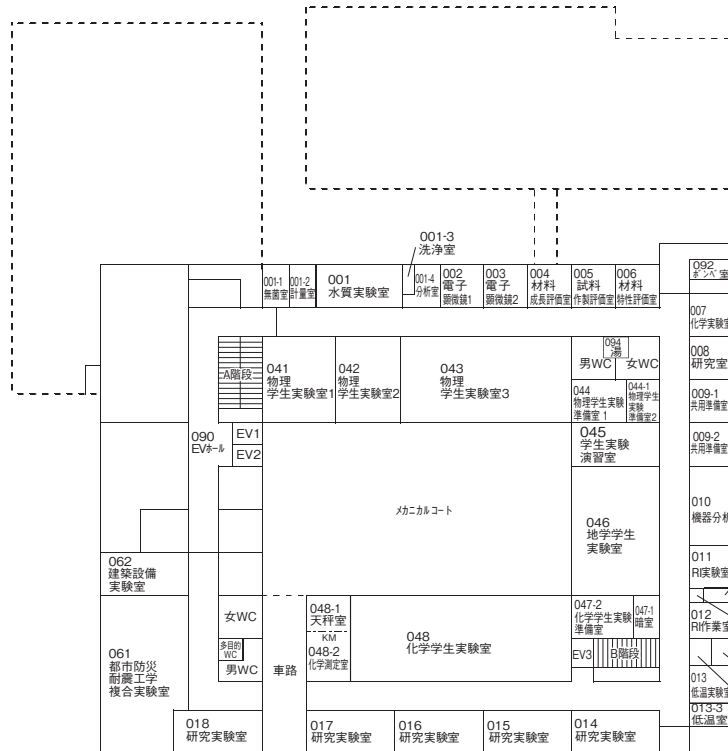 001-3
洗浄室
001-1
無菌室
001-2
計量室
001
水質実験室
001-4
分析室
002
電子
顕微鏡1
003
電子
顕微鏡2
004
材料
成長評価室
005
試料
作製評価室
006
材料
特性評価室
092
ボンベ室
007
化学実験
008
研究室
009-1
共用準備室
009-2
共用準備室
010
機器分析
011
RI実験室
012
RI作業室
013
低温実験
013-3
低温室
A階段
041
物理
学生実験室1
042
物理
学生実験室2
043
物理
学生実験室3
094
湯
男WC
女WC
044
物理学生実験
準備室 1
044-1
物理学生
実験
準備室2
090
EVホール
EV1
EV2
045
学生実験
演習室
メカニカルコート
046
地学学生
実験室
062
建築設備
実験室
061
都市防災
耐震工学
複合実験室
女WC
多目的
WC
男WC
車路
048-1
天秤室
KM
048-2
化学測定室
048
化学学生実験室
047-2
化学学生実験
準備室
047-1
暗室
EV3
B階段
018
研究実験室
017
研究実験室
016
研究実験室
015
研究実験室
014
研究実験室